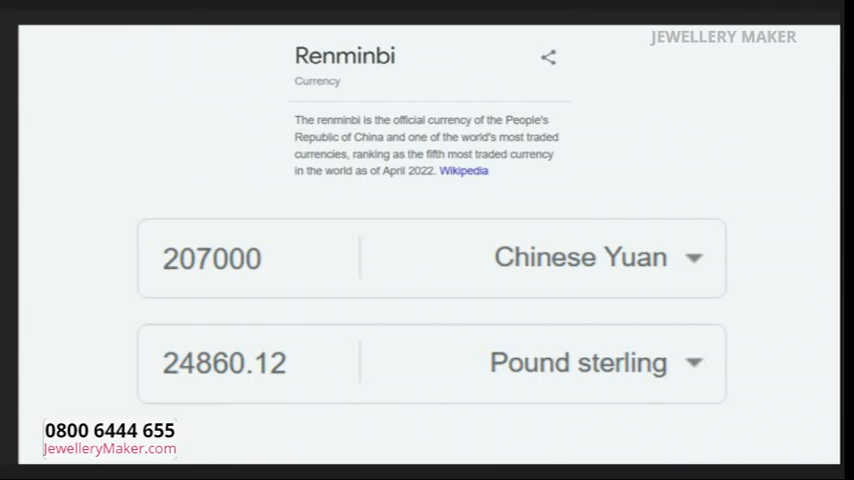 JEWELLERY MAKER
Renminbi
Currency
The renminbi is the official currency of the People's
Republic of China and one of the world's most traded
currencies, ranking as the fifth most traded currency
in the world as of April 2022. Wikipedia
207000 Chinese Yuan
24860.12 Pound sterling
0800 6444 655
JewelleryMaker.com